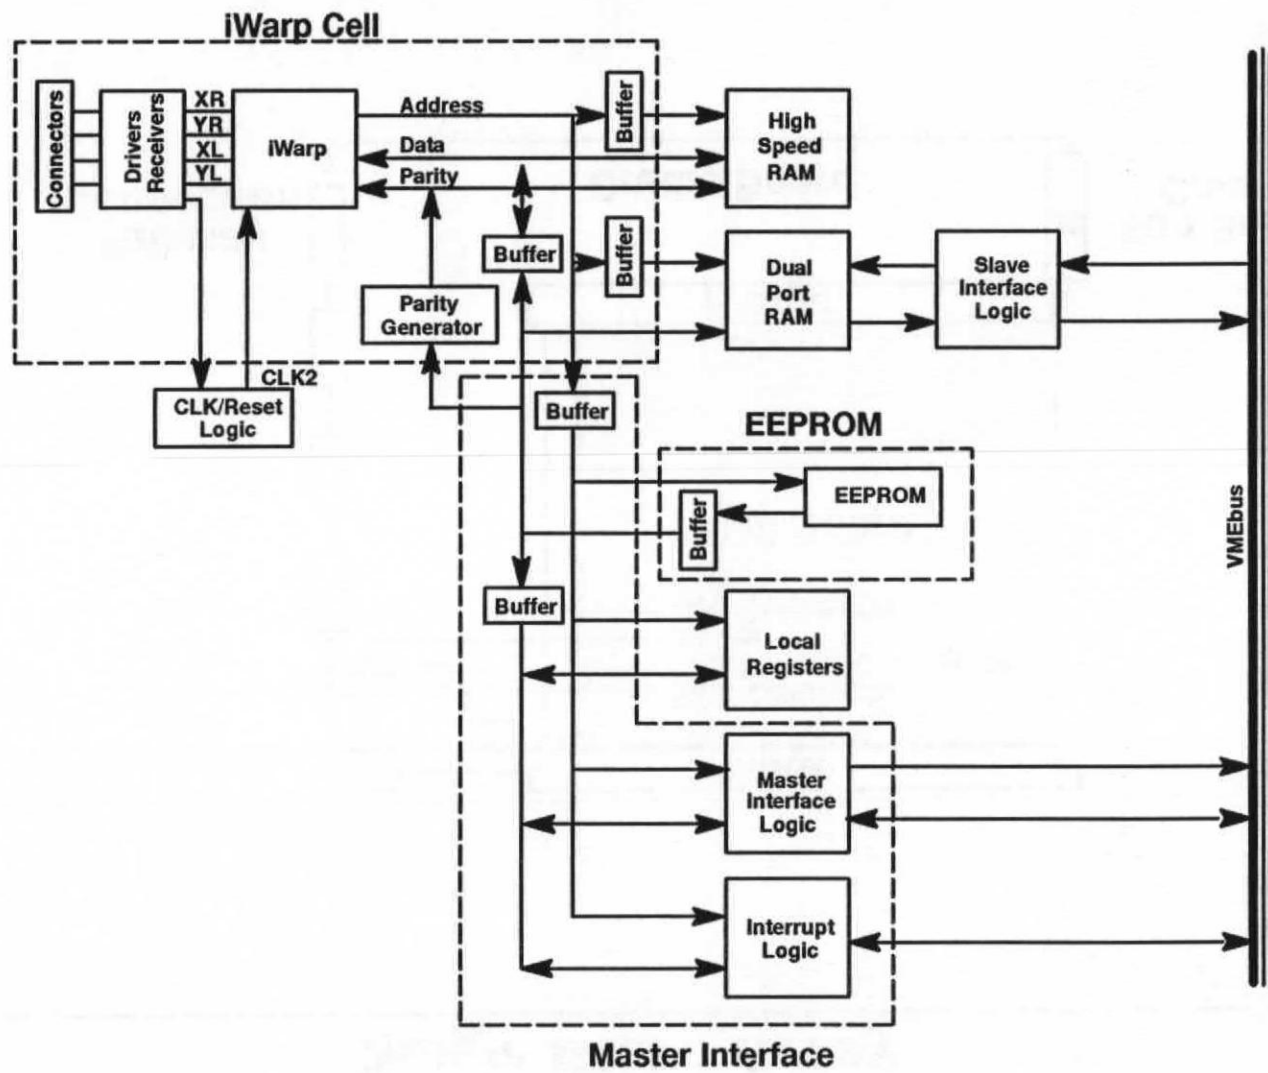 iWarp Cell
Connectors
Drivers
Receivers
XR
YR
XL
YL
iWarp
Address
Data
Parity
Buffer
High
Speed
RAM
Buffer
Buffer
Dual
Port
RAM
Slave
Interface
Logic
Parity
Generator
CLK2
CLK/Reset
Logic
Buffer
EEPROM
EEPROM
Buffer
VMEbus
Buffer
Local
Registers
Master
Interface
Logic
Interrupt
Logic
Master Interface